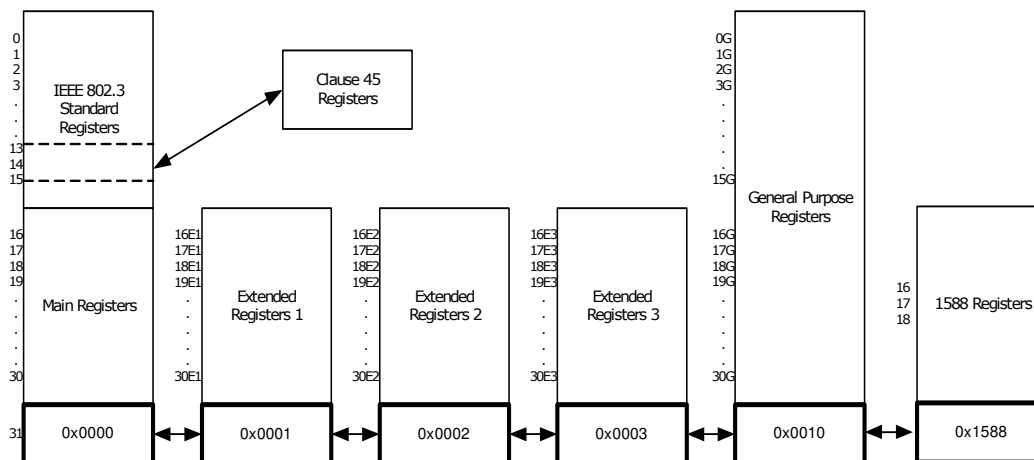 0
1
2
3
.
.
.
13
14
15
IEEE 802.3
Standard
Registers
Clause 45
Registers
16
17
18
19
.
.
.
.
.
30
Main Registers
16E1
17E1
18E1
19E1
.
.
.
.
.
30E1
Extended
Registers 1
16E2
17E2
18E2
19E2
.
.
.
.
.
30E2
Extended
Registers 2
16E3
17E3
18E3
19E3
.
.
.
.
.
30E3
Extended
Registers 3
0G
1G
2G
3G
.
.
.
.
.
15G
16G
17G
18G
19G
.
.
.
.
.
30G
General Purpose
Registers
16
17
18
1588 Registers
31
0x0000
0x0001
0x0002
0x0003
0x0010
0x1588